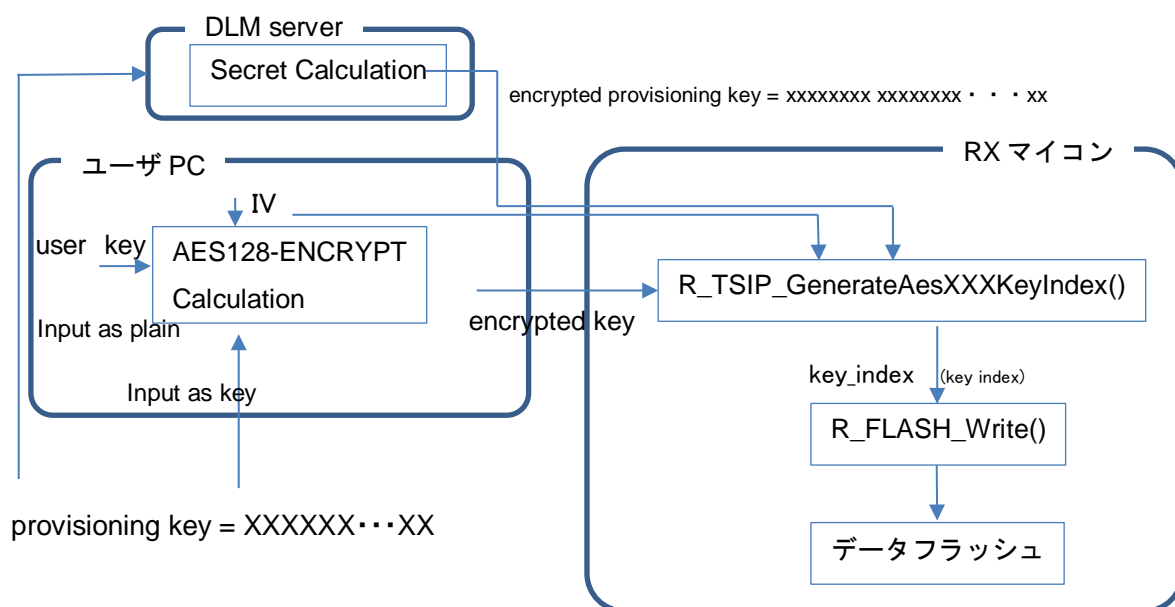 DLM server
Secret Calculation
encrypted provisioning key = xxxxxxxx xxxxxxxx・・・xx
ユーザ PC
RX マイコン
IV
user key
AES128-ENCRYPT
Calculation
R_TSIP_GenerateAesXXXKeyIndex()
encrypted key
Input as plain
Input as key
key_index (key index)
R_FLASH_Write()
provisioning key = XXXXXX・・・XX
データフラッシュ